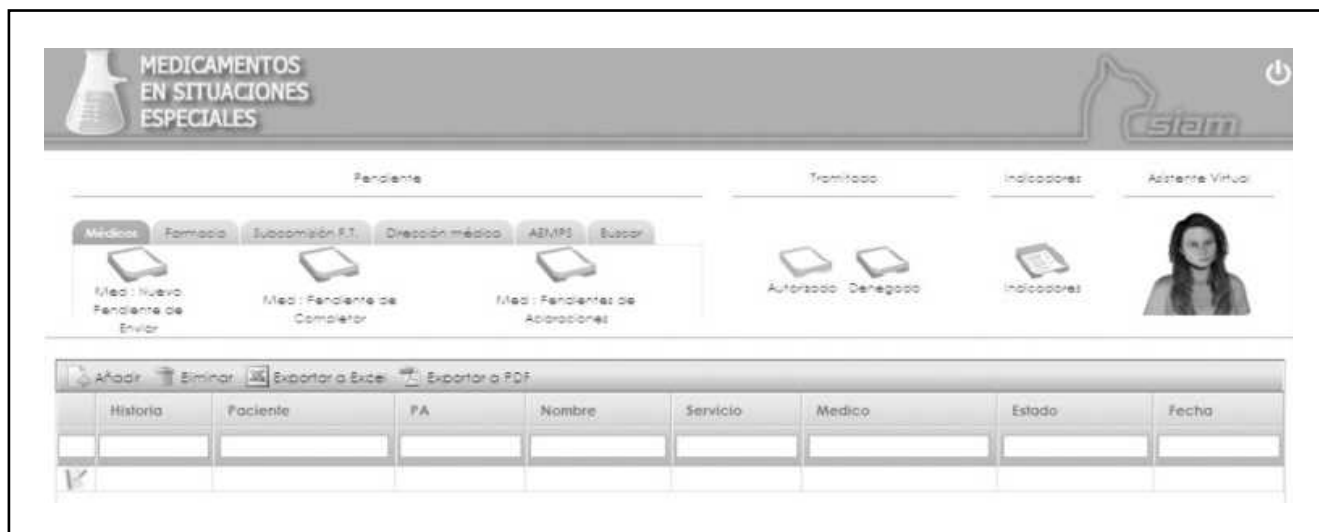 MEDICAMENTOS
EN SITUACIONES
ESPECIALES
siam
Pendiente
Tramitado
Indicadores
Asistente Virtual
Médicos Farmacia Subcomisión F.T. Dirección médica AEMPS Buscar
Med : Nuevo
Pendiente de
Enviar
Med : Pendiente de
Completar
Med : Pendientes de
Aclaraciones
Autorizado Denegado
Indicadores
Añadir Eliminar Exportar a Excel Exportar a PDF
Historia Paciente PA Nombre Servicio Medico Estado Fecha